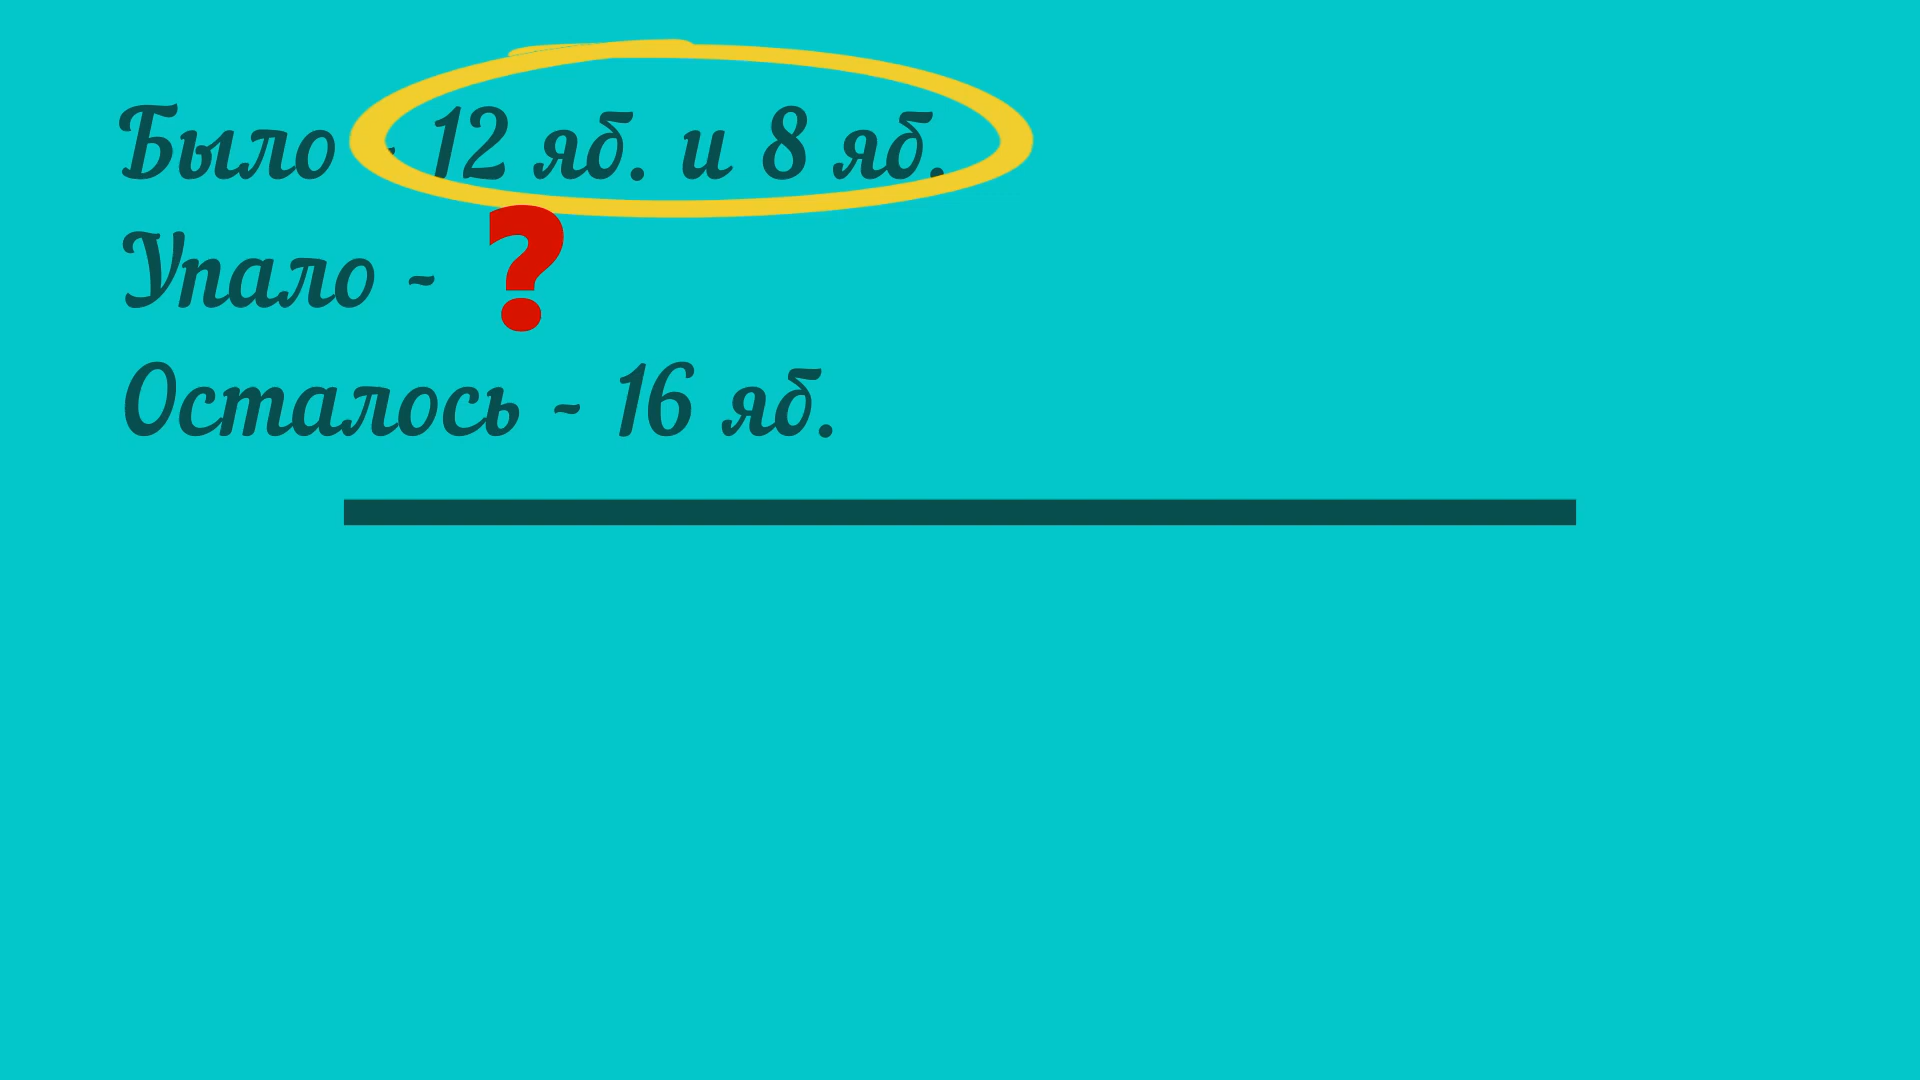 Было - 12 яб. и 8 яб.
Упало - ?
Осталось - 16 яб.